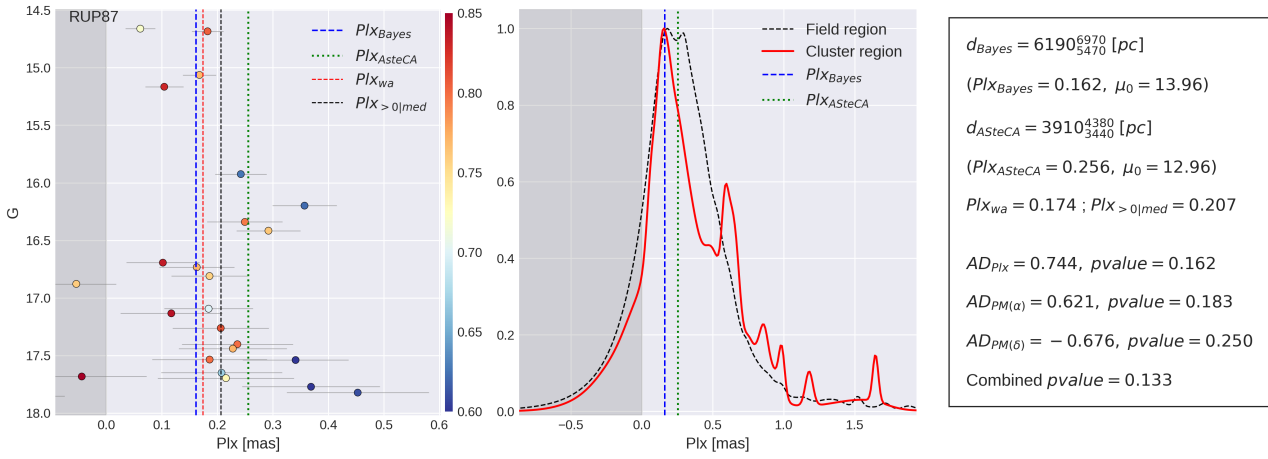 RUP87
Plx_Bayes
Plx_AsteCA
Plx_wa
Plx_>0|med
14.5
15.0
15.5
16.0
16.5
17.0
17.5
18.0
G
0.0 0.1 0.2 0.3 0.4 0.5 0.6
Plx [mas]
0.85
0.80
0.75
0.70
0.65
0.60
Field region
Cluster region
Plx_Bayes
Plx_ASteCA
1.0
0.8
0.6
0.4
0.2
0.0
−0.5 0.0 0.5 1.0 1.5
Plx [mas]
d_Bayes = 6190^6970_5470 [pc]
(Plx_Bayes = 0.162, μ_0 = 13.96)
d_ASteCA = 3910^4380_3440 [pc]
(Plx_ASteCA = 0.256, μ_0 = 12.96)
Plx_wa = 0.174 ; Plx_>0|med = 0.207
AD_Plx = 0.744, pvalue = 0.162
AD_PM(α) = 0.621, pvalue = 0.183
AD_PM(δ) = −0.676, pvalue = 0.250
Combined pvalue = 0.133